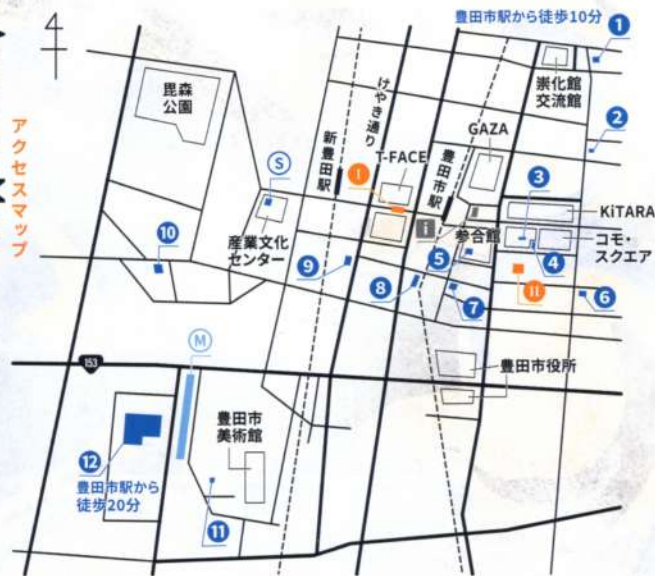 アクセスマップ
4
豊田市駅から徒歩10分
1
崇化館
交流館
2
毘森
公園
けやき通り
新豊田駅
I
T-FACE
豊田市駅
GAZA
3
KiTARA
S
産業文化
センター
i
参合館
コモ・
スクエア
4
5
10
9
8
7
II
6
153
M
豊田市役所
豊田市
美術館
12
豊田市駅から
徒歩20分
11